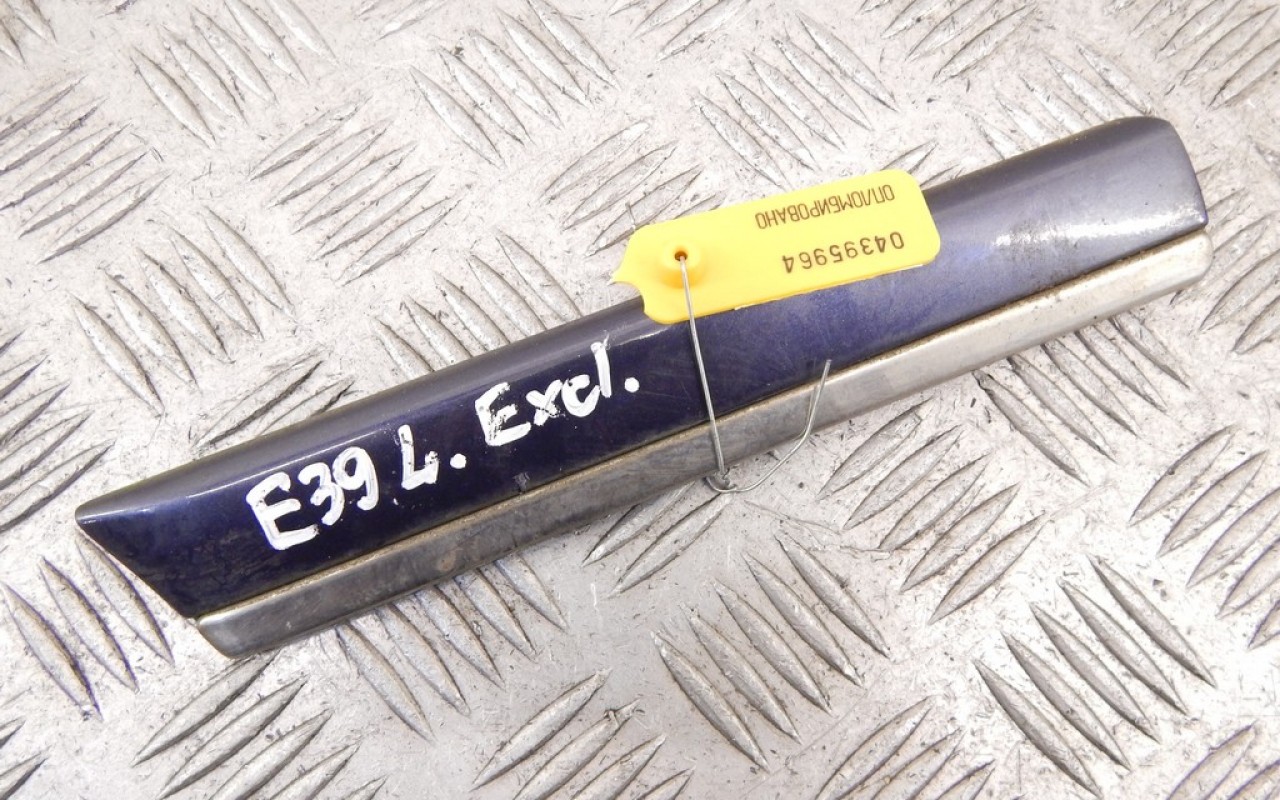 ОПЛОМБИРОВАНО
04395964
E39 L. Excl.